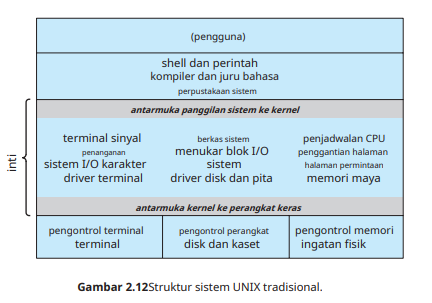 (pengguna)
shell dan perintah
kompiler dan juru bahasa
perpustakaan sistem
antarmuka panggilan sistem ke kernel
inti
terminal sinyal
penanganan
sistem I/O karakter
driver terminal
berkas sistem
menukar blok I/O
sistem
driver disk dan pita
penjadwalan CPU
penggantian halaman
halaman permintaan
memori maya
antarmuka kernel ke perangkat keras
pengontrol terminal
terminal
pengontrol perangkat
disk dan kaset
pengontrol memori
ingatan fisik
Gambar 2.12Struktur sistem UNIX tradisional.